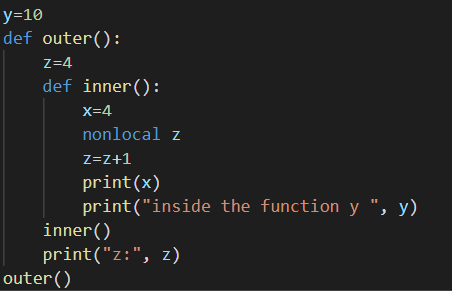 y=10
def outer():
    z=4
    def inner():
        x=4
        nonlocal z
        z=z+1
        print(x)
        print("inside the function y ", y)
    inner()
    print("z:", z)
outer()